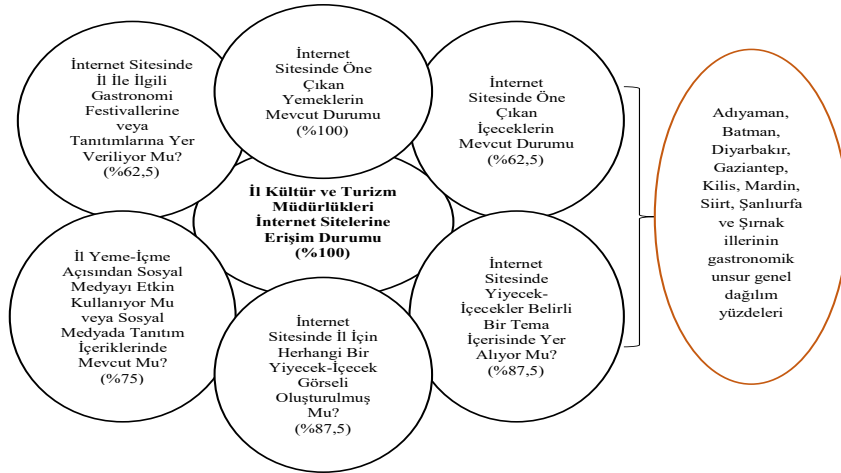 İnternet Sitesinde
İl İle İlgili
Gastronomi
Festivallerine
veya
Tanıtımlarına Yer
Veriliyor Mu?
(%62,5)
İnternet
Sitesinde Öne
Çıkan
Yemeklerin
Mevcut Durumu
(%100)
İnternet
Sitesinde Öne
Çıkan
İçeceklerin
Mevcut Durumu
(%62,5)
İl Kültür ve Turizm
Müdürlükleri
İnternet Sitelerine
Erişim Durumu
(%100)
İl Yeme-İçme
Açısından Sosyal
Medyayı Etkin
Kullanıyor Mu
veya Sosyal
Medyada Tanıtım
İçeriklerinde
Mevcut Mu?
(%75)
İnternet
Sitesinde İl İçin
Herhangi Bir
Yiyecek-İçecek
Görseli
Oluşturulmuş
Mu?
(%87,5)
İnternet
Sitesinde
Yiyecek-
İçecekler Belirli
Bir Tema
İçerisinde Yer
Alıyor Mu?
(%87,5)
Adıyaman,
Batman,
Diyarbakır,
Gaziantep,
Kilis, Mardin,
Siirt, Şanlıurfa
ve Şırnak
illerinin
gastronomik
unsur genel
dağılım
yüzdeleri